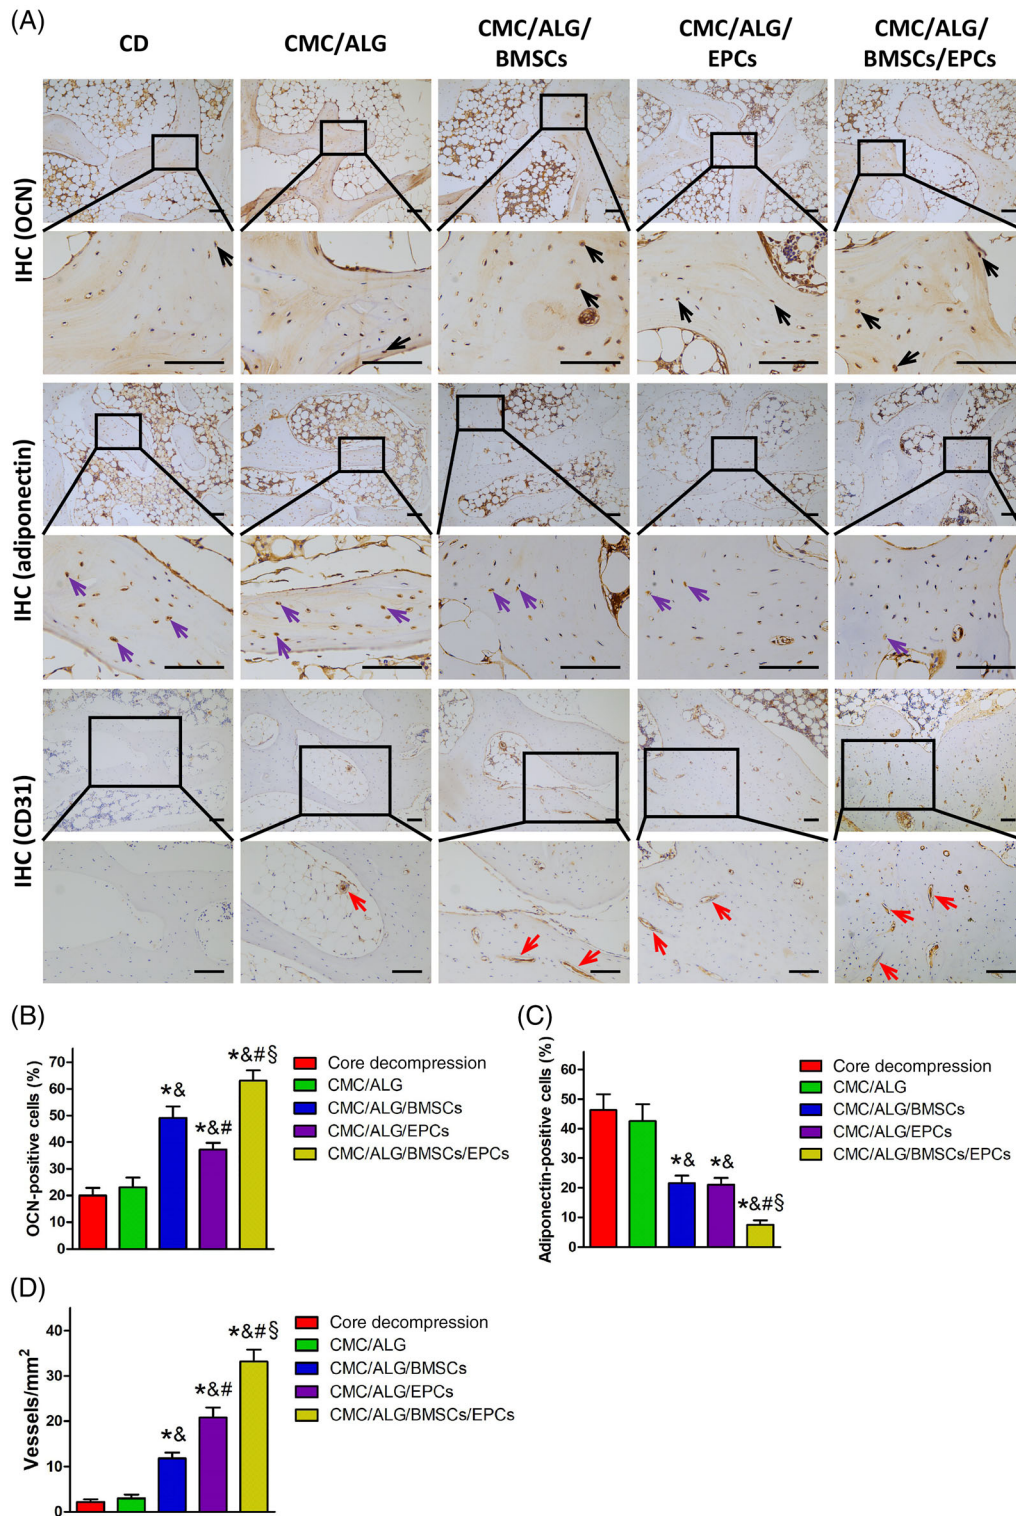 (A)
CD
CMC/ALG
CMC/ALG/
BMSCs
CMC/ALG/
EPCs
CMC/ALG/
BMSCs/EPCs
IHC (OCN)
IHC (adiponectin)
IHC (CD31)
(B)
OCN-positive cells (%)
70
60
50
40
30
20
10
0
*&
*&#
*&#§
Core decompression
CMC/ALG
CMC/ALG/BMSCs
CMC/ALG/EPCs
CMC/ALG/BMSCs/EPCs
(C)
Adiponectin-positive cells (%)
60
50
40
30
20
10
0
*&
*&
*&#§
Core decompression
CMC/ALG
CMC/ALG/BMSCs
CMC/ALG/EPCs
CMC/ALG/BMSCs/EPCs
(D)
Vessels/mm²
40
30
20
10
0
*&
*&#
*&#§
Core decompression
CMC/ALG
CMC/ALG/BMSCs
CMC/ALG/EPCs
CMC/ALG/BMSCs/EPCs